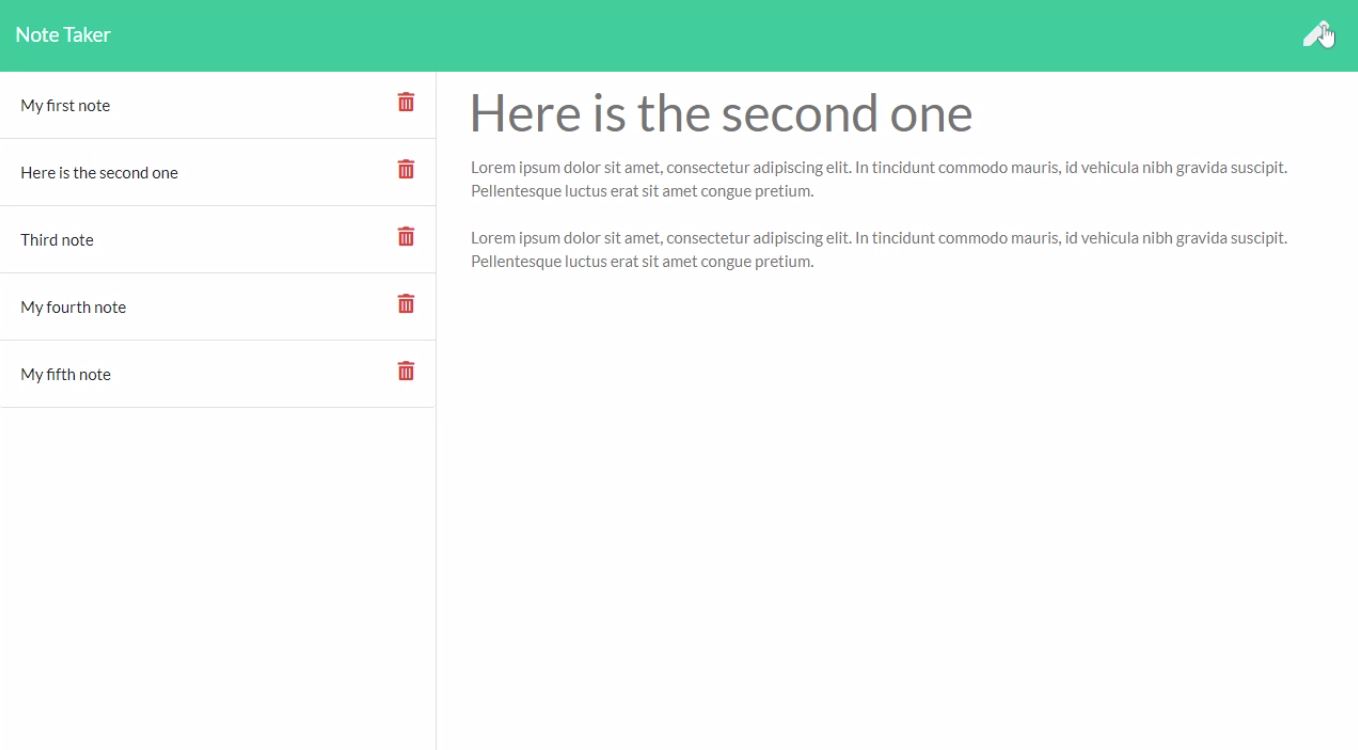 Note Taker
My first note
Here is the second one
Third note
My fourth note
My fifth note
Here is the second one
Lorem ipsum dolor sit amet, consectetur adipiscing elit. In tincidunt commodo mauris, id vehicula nibh gravida suscipit.
Pellentesque luctus erat sit amet congue pretium.
Lorem ipsum dolor sit amet, consectetur adipiscing elit. In tincidunt commodo mauris, id vehicula nibh gravida suscipit.
Pellentesque luctus erat sit amet congue pretium.